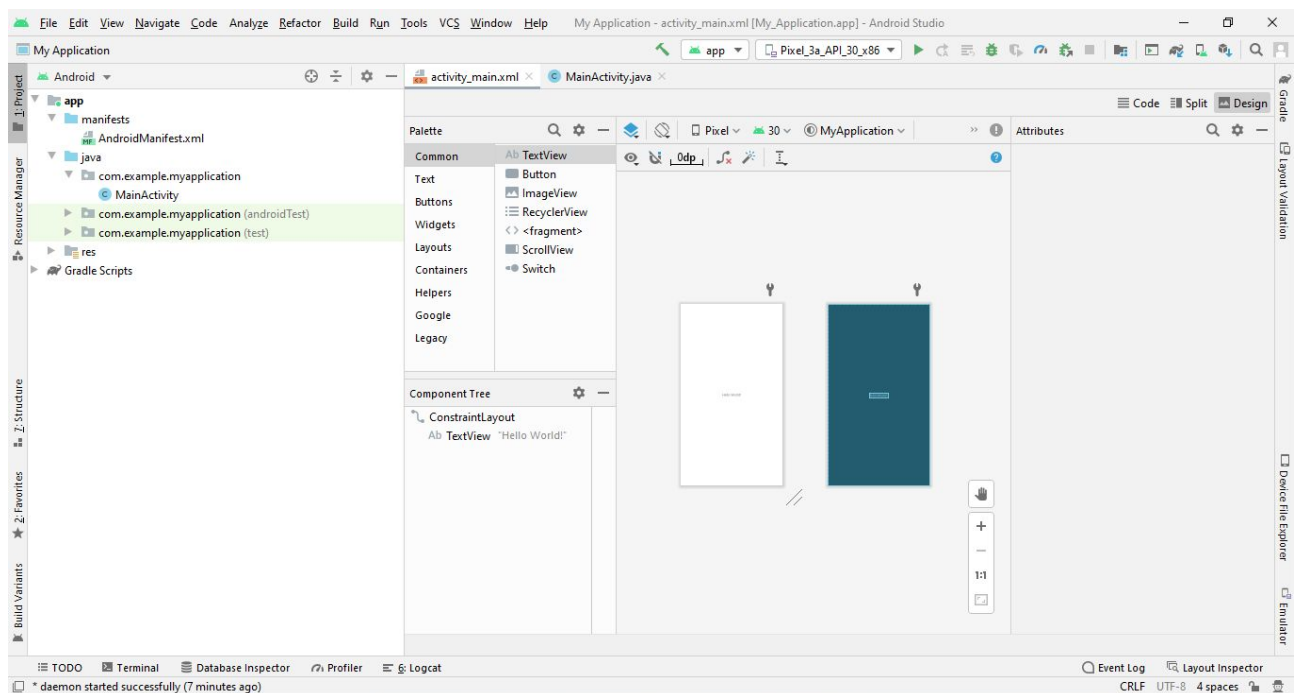 File Edit View Navigate Code Analyze Refactor Build Run Tools VCS Window Help My Application - activity_main.xml [My_Application.app] - Android Studio
My Application
app
Pixel_3a_API_30_x86
1: Project
Resource Manager
7: Structure
2: Favorites
Build Variants
Android
app
manifests
MF AndroidManifest.xml
java
com.example.myapplication
C MainActivity
com.example.myapplication (androidTest)
com.example.myapplication (test)
res
Gradle Scripts
activity_main.xml
C MainActivity.java
Code Split Design
Palette
Common
Text
Buttons
Widgets
Layouts
Containers
Helpers
Google
Legacy
Ab TextView
Button
ImageView
RecyclerView
<> <fragment>
ScrollView
Switch
Component Tree
ConstraintLayout
Ab TextView "Hello World!"
Pixel 30 MyApplication
0dp
1:1
Attributes
Gradle
Layout Validation
Device File Explorer
Emulator
TODO Terminal Database Inspector Profiler 6: Logcat Event Log Layout Inspector
* daemon started successfully (7 minutes ago) CRLF UTF-8 4 spaces